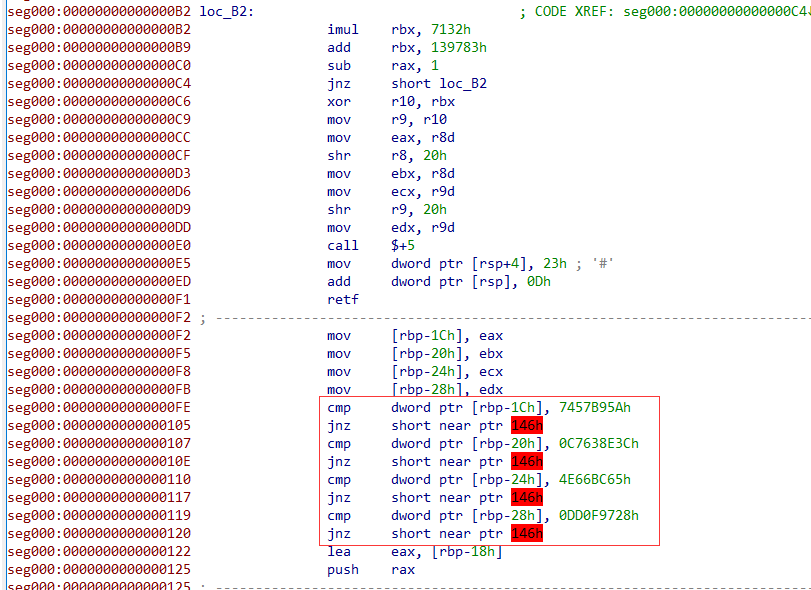 seg000:00000000000000B2 loc_B2: ; CODE XREF: seg000:00000000000000C4↓
seg000:00000000000000B2 imul rbx, 7132h
seg000:00000000000000B9 add rbx, 139783h
seg000:00000000000000C0 sub rax, 1
seg000:00000000000000C4 jnz short loc_B2
seg000:00000000000000C6 xor r10, rbx
seg000:00000000000000C9 mov r9, r10
seg000:00000000000000CC mov eax, r8d
seg000:00000000000000CF shr r8, 20h
seg000:00000000000000D3 mov ebx, r8d
seg000:00000000000000D6 mov ecx, r9d
seg000:00000000000000D9 shr r9, 20h
seg000:00000000000000DD mov edx, r9d
seg000:00000000000000E0 call $+5
seg000:00000000000000E5 mov dword ptr [rsp+4], 23h ; '#'
seg000:00000000000000ED add dword ptr [rsp], 0Dh
seg000:00000000000000F1 retf
seg000:00000000000000F2 ; ---------------------------------------------------------------------------
seg000:00000000000000F2 mov [rbp-1Ch], eax
seg000:00000000000000F5 mov [rbp-20h], ebx
seg000:00000000000000F8 mov [rbp-24h], ecx
seg000:00000000000000FB mov [rbp-28h], edx
seg000:00000000000000FE cmp dword ptr [rbp-1Ch], 7457B95Ah
seg000:0000000000000105 jnz short near ptr 146h
seg000:0000000000000107 cmp dword ptr [rbp-20h], 0C7638E3Ch
seg000:000000000000010E jnz short near ptr 146h
seg000:0000000000000110 cmp dword ptr [rbp-24h], 4E66BC65h
seg000:0000000000000117 jnz short near ptr 146h
seg000:0000000000000119 cmp dword ptr [rbp-28h], 0DD0F9728h
seg000:0000000000000120 jnz short near ptr 146h
seg000:0000000000000122 lea eax, [rbp-18h]
seg000:0000000000000125 push rax
seg000:0000000000000125 ; ---------------------------------------------------------------------------